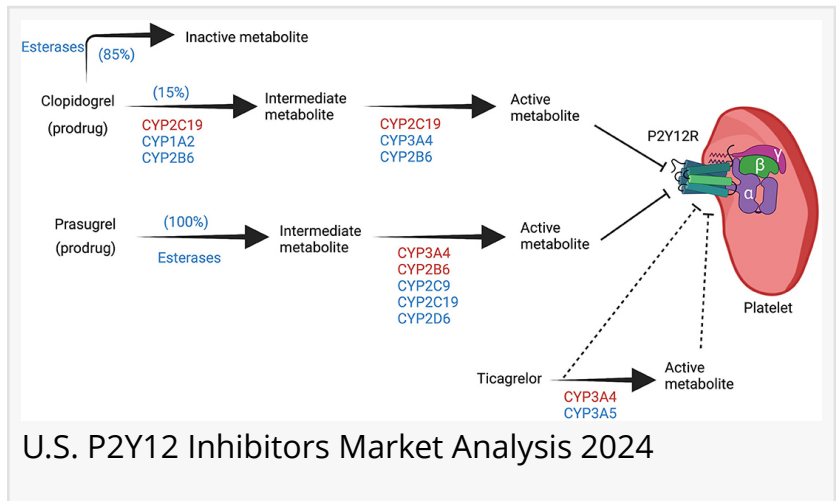 Esterases
(85%)
Inactive metabolite
Clopidogrel
(prodrug)
(15%)
CYP2C19
CYP1A2
CYP2B6
Intermediate
metabolite
CYP2C19
CYP3A4
CYP2B6
Active
metabolite
P2Y12R
γ
β
α
Platelet
Prasugrel
(prodrug)
(100%)
Esterases
Intermediate
metabolite
CYP3A4
CYP2B6
CYP2C9
CYP2C19
CYP2D6
Active
metabolite
Ticagrelor
CYP3A4
CYP3A5
Active
metabolite
U.S. P2Y12 Inhibitors Market Analysis 2024